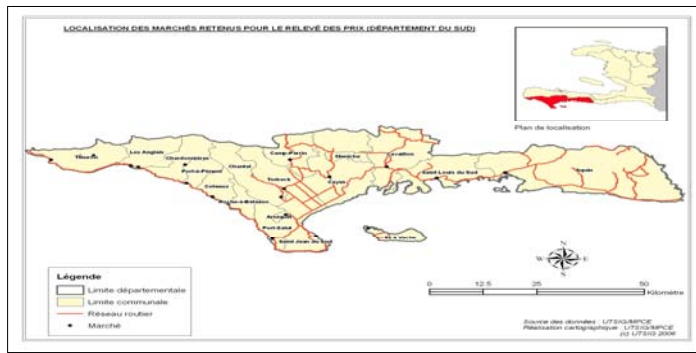 LOCALISATION DES MARCHÉS RETENUS POUR LE RELEVÉ DES PRIX (DÉPARTEMENT DU SUD)
Plan de localisation
Camp-Perrin
Maniche
Cavaillon
Les Anglais
Tiburon
Chardonnières
Chantal
Port-à-Piment
Torbeck
Cayes
Saint-Louis du Sud
Aquin
Coteaux
Roche-à-Bateau
Arniquet
Port-Salut
Saint Jean du Sud
Ile à Vache
N
W E
S
Légende
Limite départementale
Limite communale
Réseau routier
Marché
0 12.5 25 50
Kilomètre
Source des données : UTSIG/MPCE
Réalisation cartographique : UTSIG/MPCE
(c) UTSIG 2006